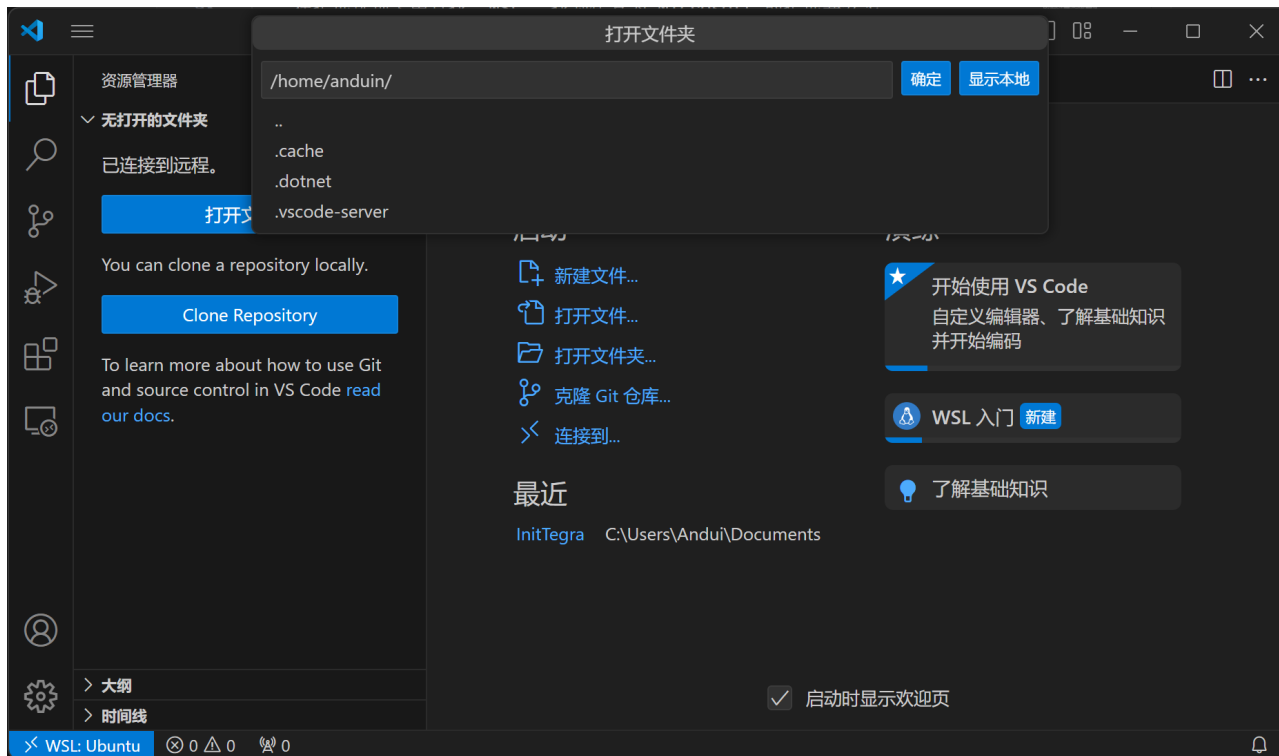 打开文件夹
/home/anduin/
确定
显示本地
..
.cache
.dotnet
.vscode-server
资源管理器
无打开的文件夹
已连接到远程。
打开文
You can clone a repository locally.
Clone Repository
To learn more about how to use Git
and source control in VS Code read
our docs.
大纲
时间线
启动
新建文件...
打开文件...
打开文件夹...
克隆 Git 仓库...
连接到...
最近
InitTegra C:\Users\Andui\Documents
演练
开始使用 VS Code
自定义编辑器、了解基础知识
并开始编码
WSL 入门 新建
了解基础知识
启动时显示欢迎页
WSL: Ubuntu 0 0 0